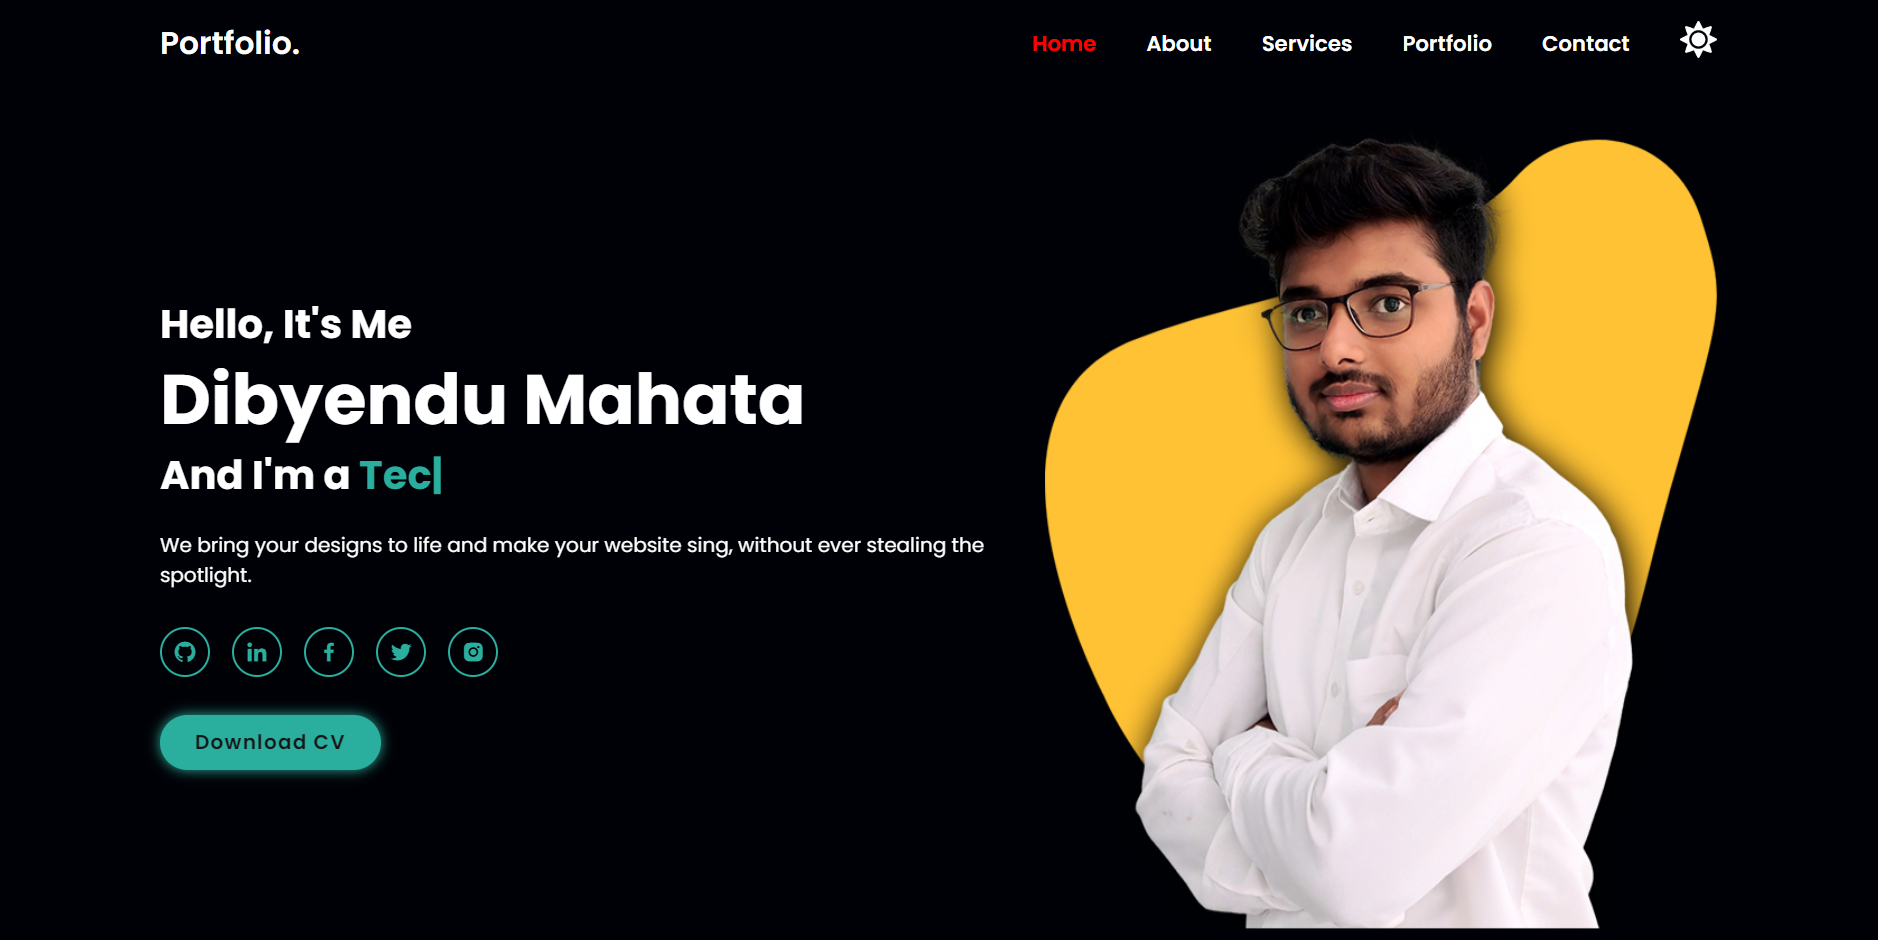 Portfolio.
Home About Services Portfolio Contact
Hello, It's Me
Dibyendu Mahata
And I'm a Tec|
We bring your designs to life and make your website sing, without ever stealing the
spotlight.
Download CV